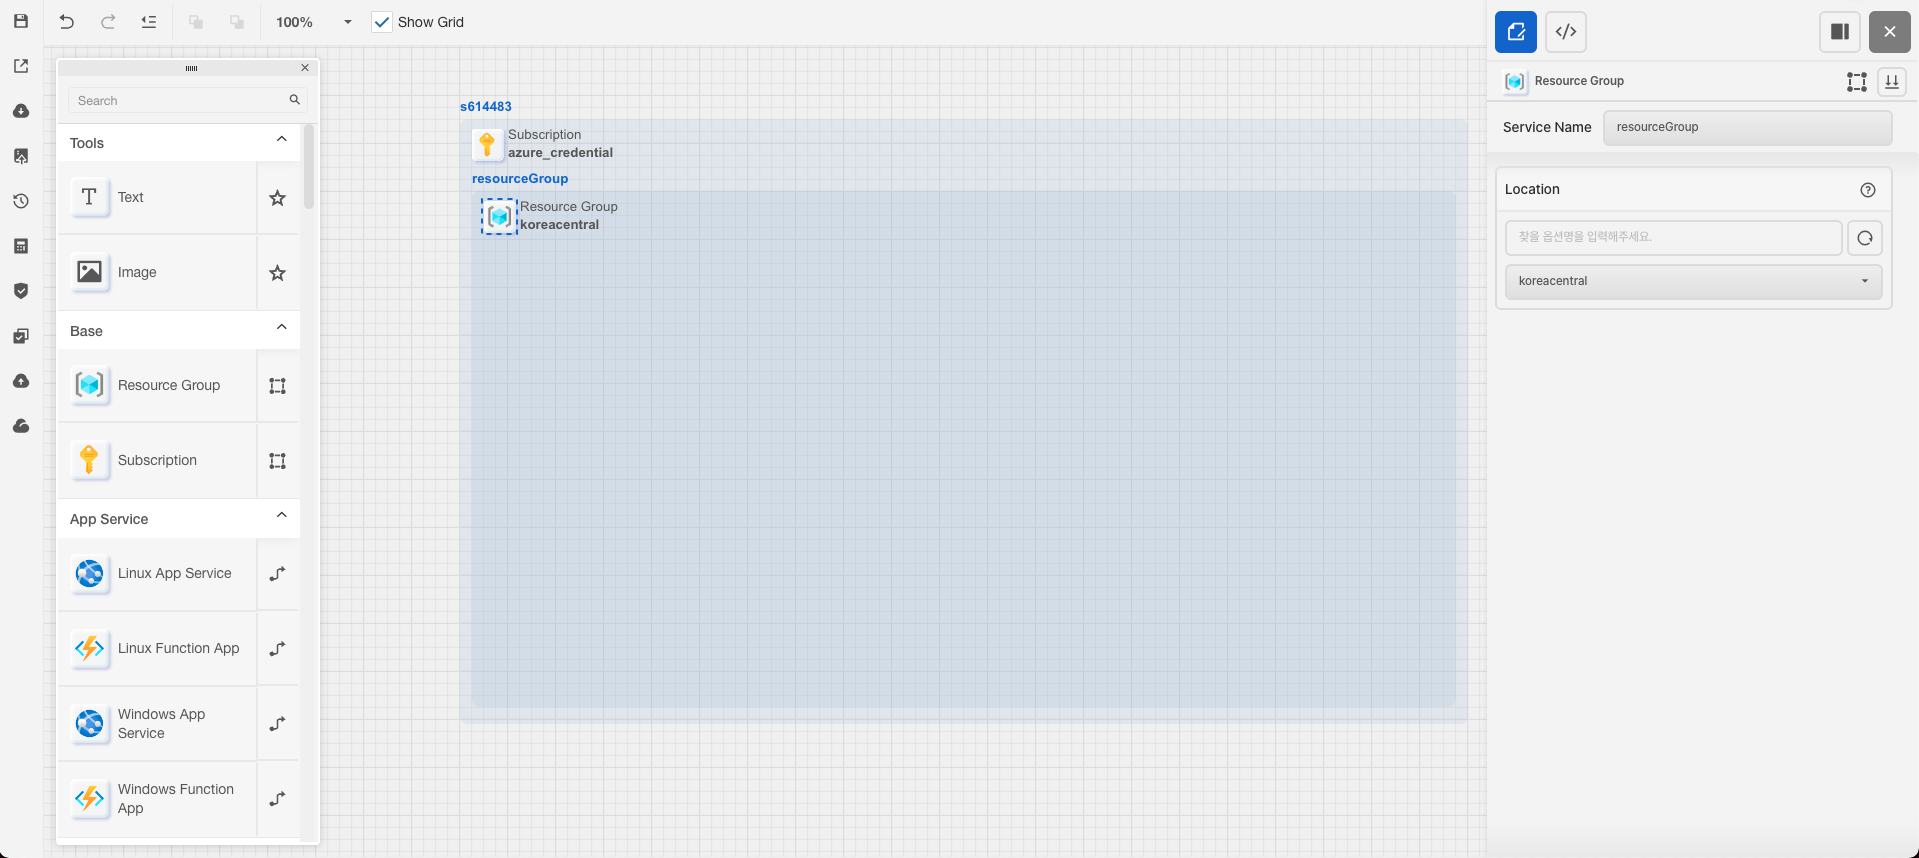 100%
Show Grid
Search
Tools
Text
Image
Base
Resource Group
Subscription
App Service
Linux App Service
Linux Function App
Windows App
Service
Windows Function
App
s614483
Subscription
azure_credential
resourceGroup
Resource Group
koreacentral
Resource Group
Service Name
resourceGroup
Location
찾을 옵션명을 입력해주세요.
koreacentral